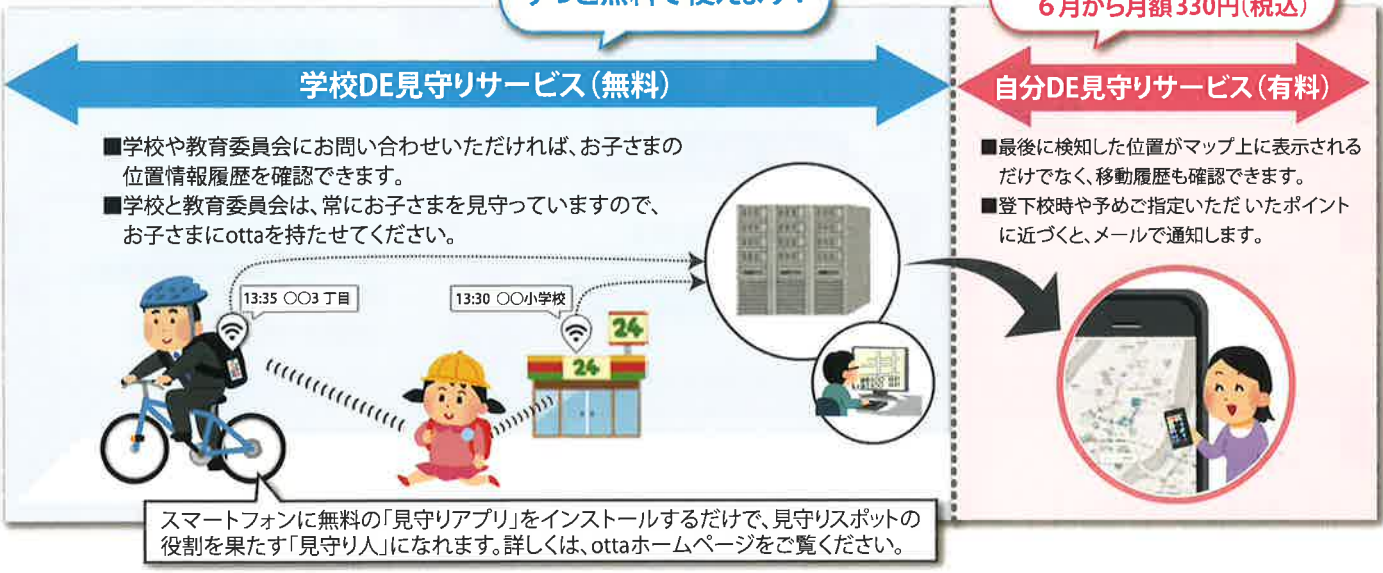 ずっと無料で使えます!
6月から月額330円(税込)
学校DE見守りサービス(無料)
自分DE見守りサービス(有料)
■学校や教育委員会にお問い合わせいただければ、お子さまの
位置情報履歴を確認できます。
■学校と教育委員会は、常にお子さまを見守っていますので、
お子さまにottaを持たせてください。
■最後に検知した位置がマップ上に表示される
だけでなく、移動履歴も確認できます。
■登下校時や予めご指定いただいたポイント
に近づくと、メールで通知します。
13:35 〇〇3丁目
13:30 〇〇小学校
24
24
スマートフォンに無料の「見守りアプリ」をインストールするだけで、見守りスポットの
役割を果たす「見守り人」になれます。詳しくは、ottaホームページをご覧ください。